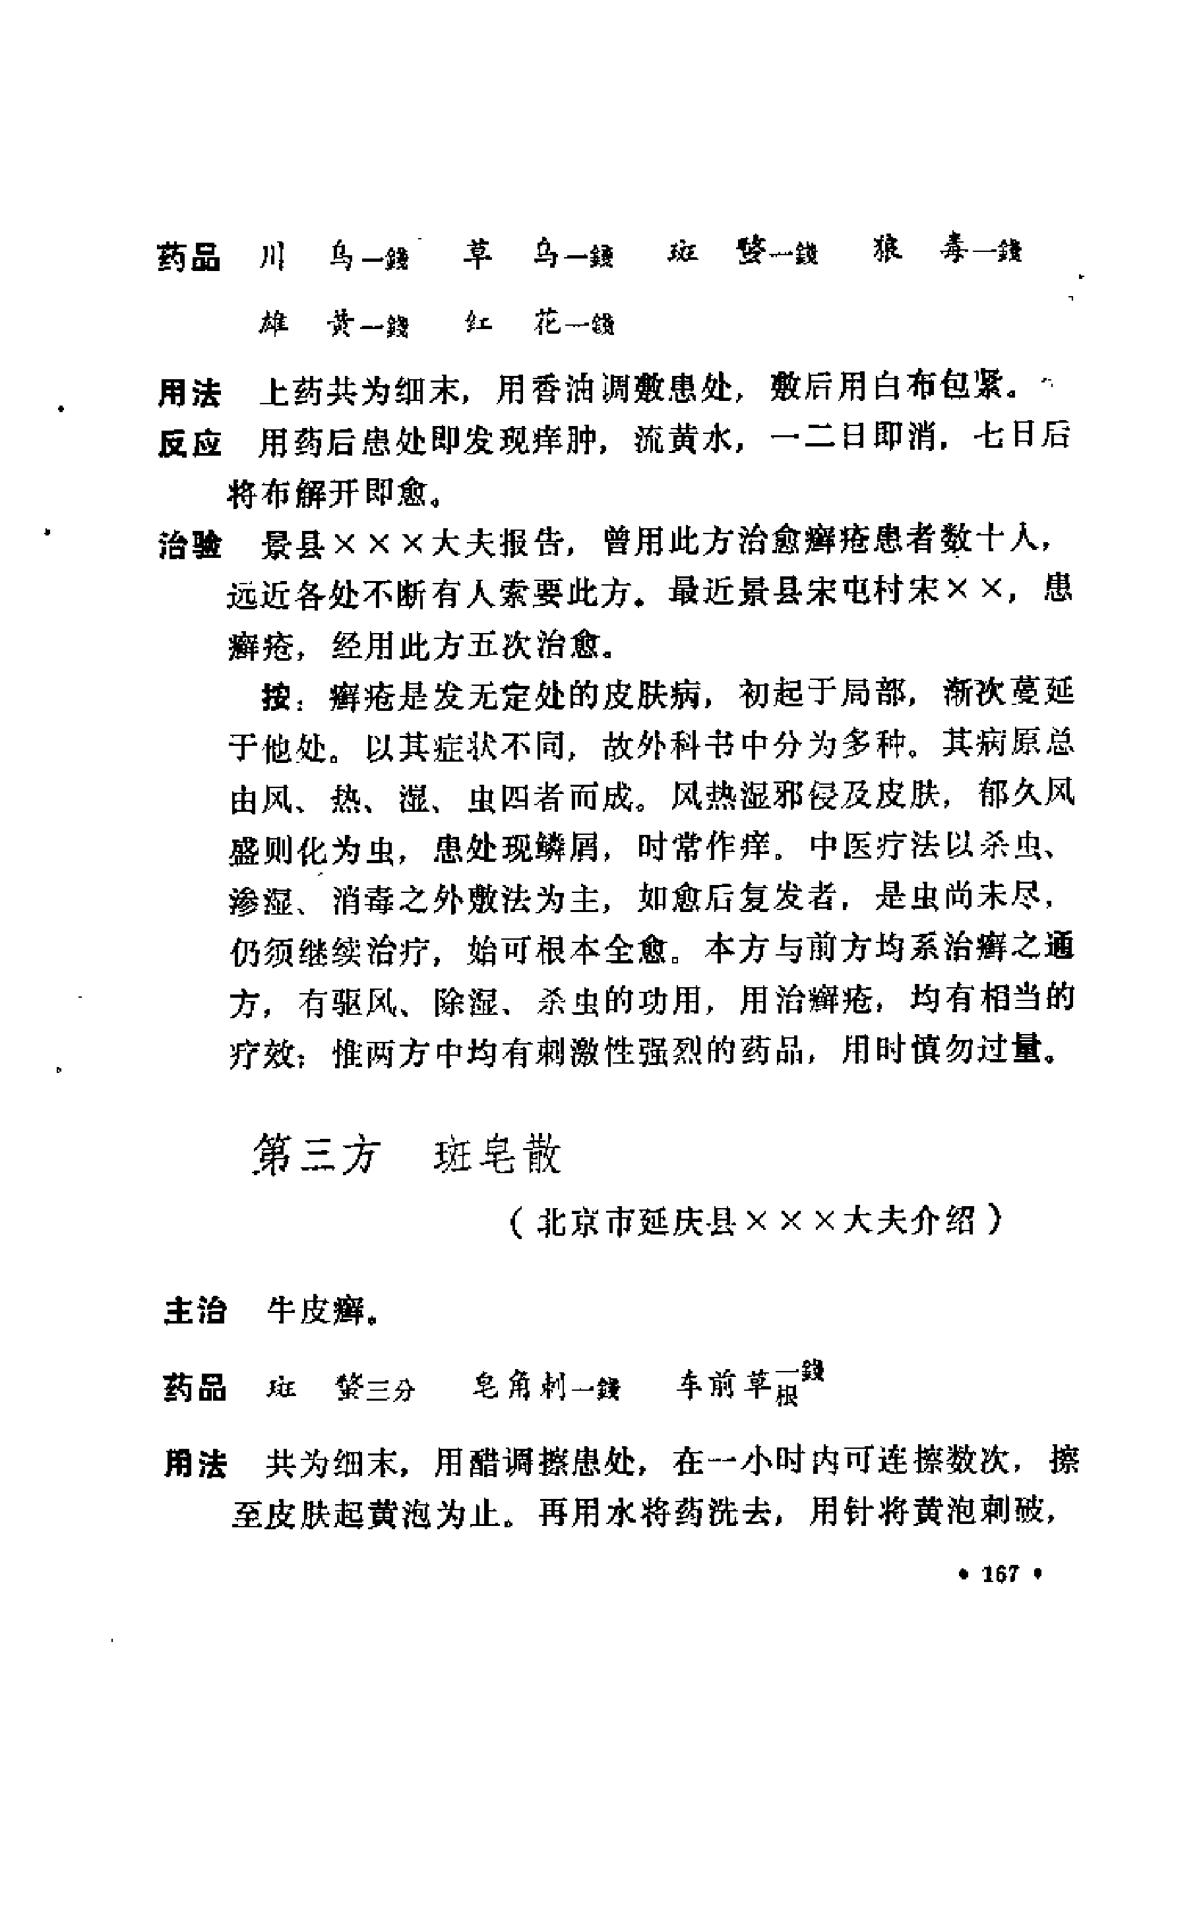 药品 川 乌一錢 草 乌一錢 斑 蝥一錢 狼 毒一錢
雄 黄一錢 红 花一錢
用法 上药共为细末，用香油调敷患处，敷后用白布包紧。
反应 用药后患处即发现痒肿，流黄水，一二日即消，七日后
将布解开即愈。
治验 景县×××大夫报告，曾用此方治愈癣疮患者数十人，
远近各处不断有人索要此方。最近景县宋屯村宋××，患
癣疮，经用此方五次治愈。
按：癣疮是发无定处的皮肤病，初起于局部，渐次蔓延
于他处。以其症状不同，故外科书中分为多种。其病原总
由风、热、湿、虫四者而成。风热湿邪侵及皮肤，郁久风
盛则化为虫，患处现鳞屑，时常作痒。中医疗法以杀虫、
渗湿、消毒之外敷法为主，如愈后复发者，是虫尚未尽，
仍须继续治疗，始可根本全愈。本方与前方均系治癣之通
方，有驱风、除湿、杀虫的功用，用治癣疮，均有相当的
疗效；惟两方中均有刺激性强烈的药品，用时慎勿过量。
第三方 斑皂散
（北京市延庆县×××大夫介绍）
主治 牛皮癣。
药品 斑 蝥三分 皂角刺一錢 车前草根一錢
用法 共为细末，用醋调搽患处，在一小时内可连搽数次，搽
至皮肤起黄泡为止。再用水将药洗去，用针将黄泡刺破，
• 167 •